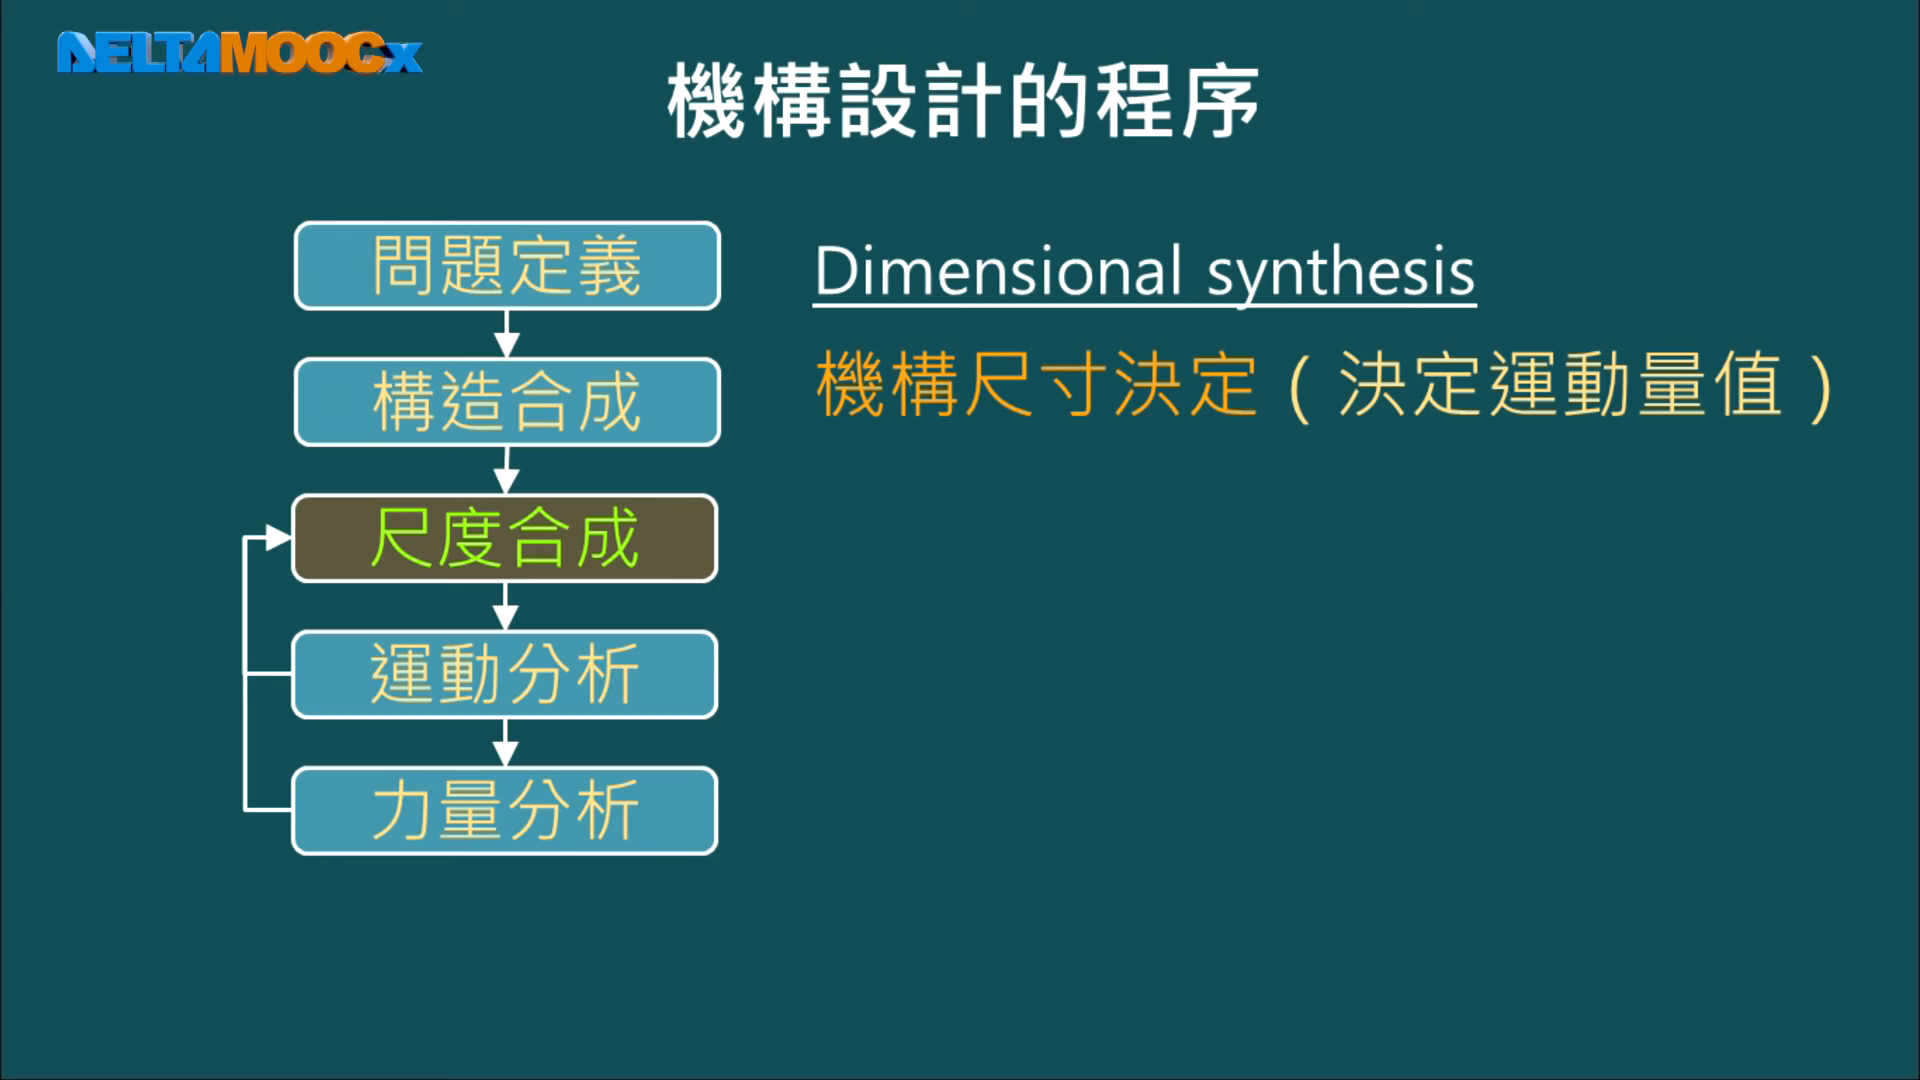 DELTAMOOCx
機構設計的程序
問題定義
構造合成
尺度合成
運動分析
力量分析
Dimensional synthesis
機構尺寸決定(決定運動量值)